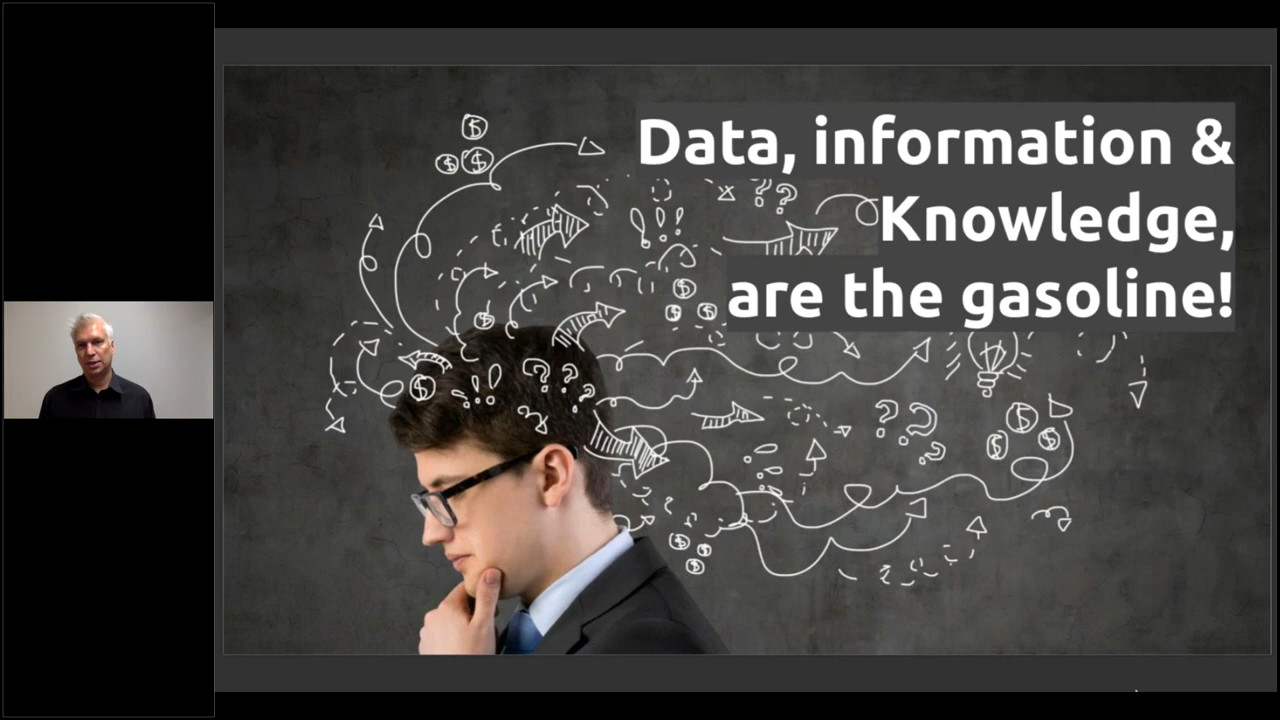 Data, information &
Knowledge,
are the gasoline!